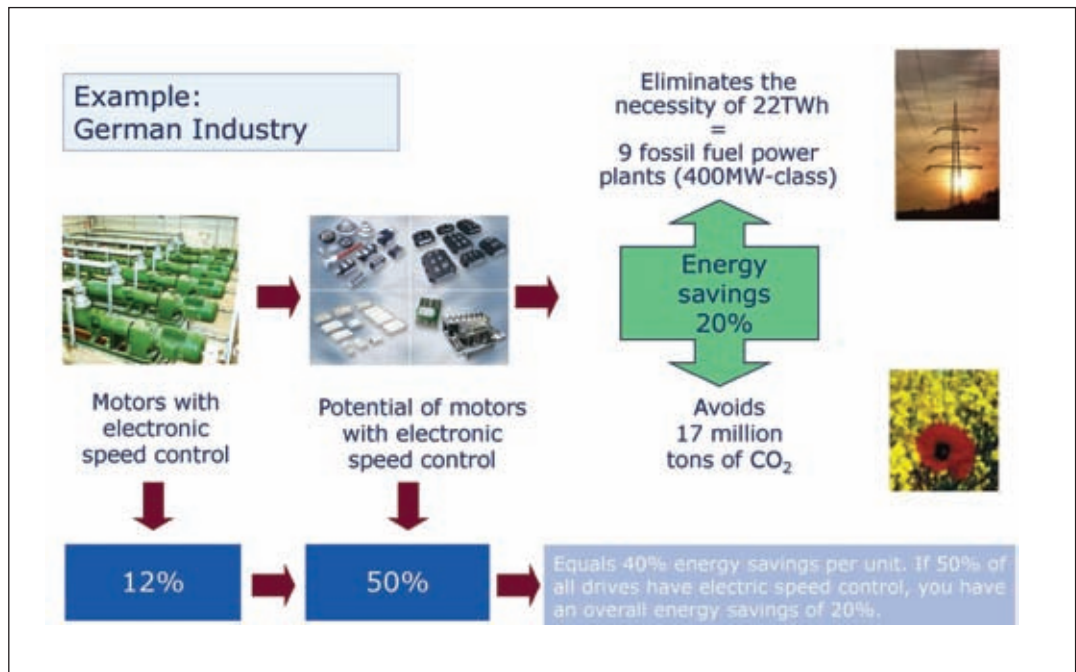 Example:
German Industry
Eliminates the
necessity of 22TWh
=
9 fossil fuel power
plants (400MW-class)
Energy
savings
20%
Motors with
electronic
speed control
Potential of motors
with electronic
speed control
Avoids
17 million
tons of CO₂
12%
50%
Equals 40% energy savings per unit. If 50% of
all drives have electric speed control, you have
an overall energy savings of 20%.